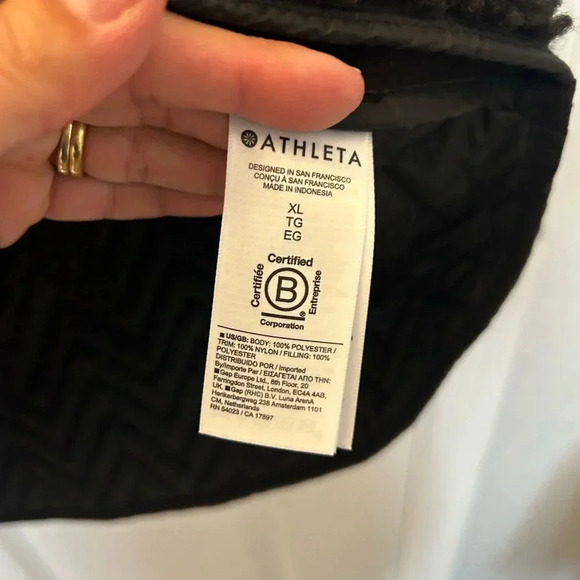 ATHLETA
DESIGNED IN SAN FRANCISCO
CONÇU À SAN FRANCISCO
MADE IN INDONESIA
XL
TG
EG
Certified
Certifiée
B
®
Entreprise
Corporation
■ US/GB: BODY: 100% POLYESTER /
TRIM: 100% NYLON / FILLING: 100%
POLYESTER
DISTRIBUIDO POR / Imported
By/Importe Par / ΕΙΣΑΓΕΤΑΙ ΑΠΟ ΤΗΝ:
■Gap Europe Ltd., 8th Floor, 20
Farringdon Street, London, EC4A 4AB,
UK. ■Gap (RHC) B.V. Luna ArenA
Herikerbergweg 238 Amsterdam 1101
CM, Netherlands
RN 54023 / CA 17897